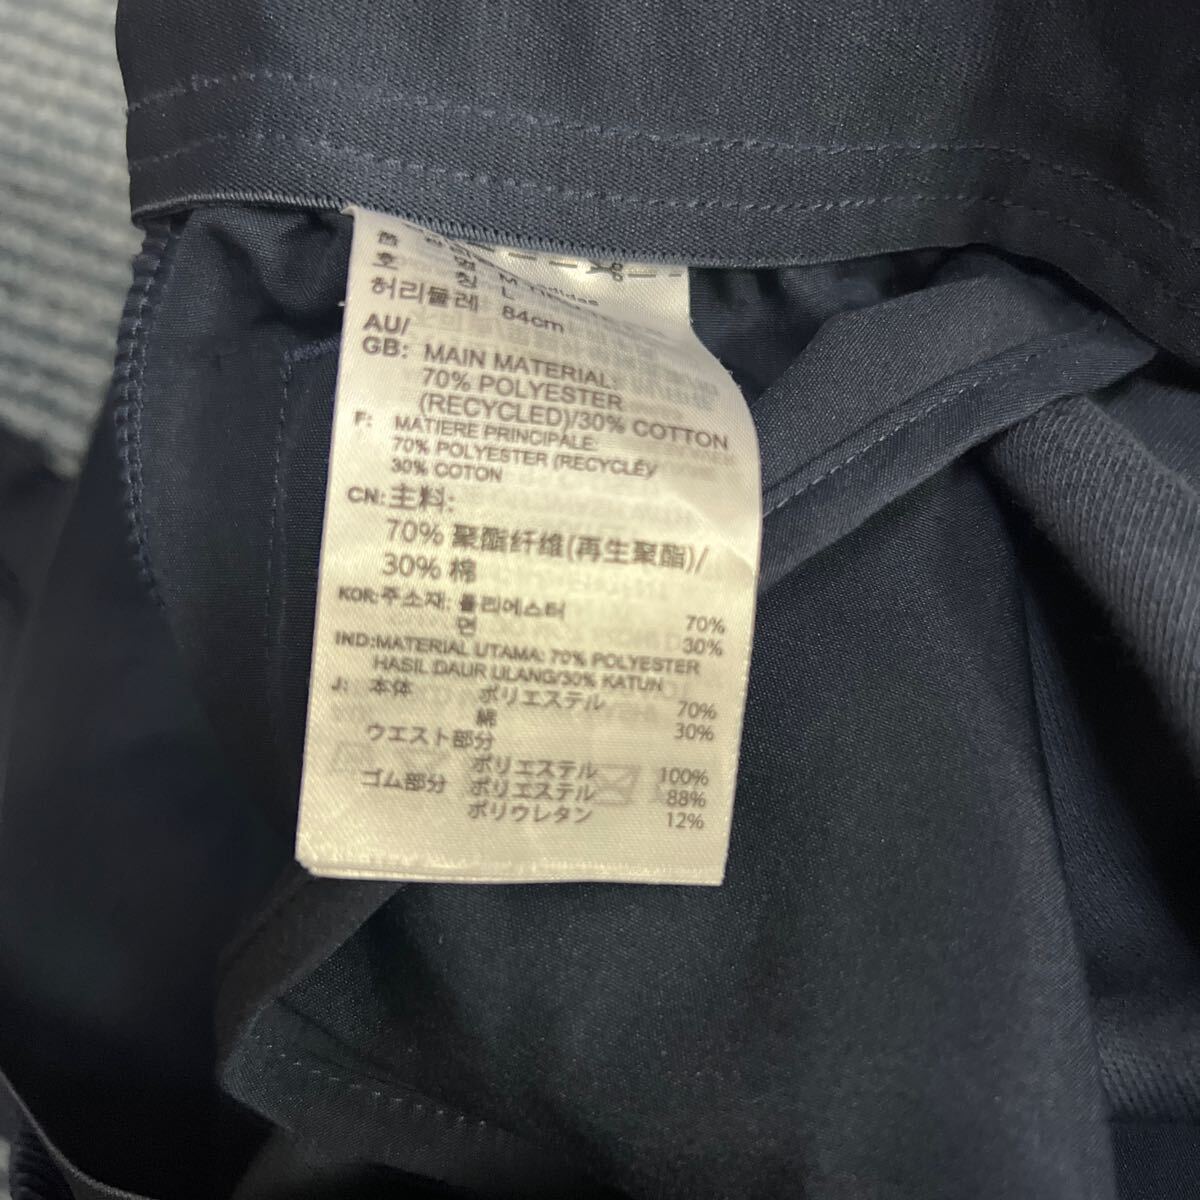 호 칭 L
허리둘레 84cm
AU/
GB: MAIN MATERIAL:
70% POLYESTER
(RECYCLED)/30% COTTON
F: MATIERE PRINCIPALE:
70% POLYESTER (RECYCLÉ)/
30% COTON
CN: 主料:
70% 聚酯纤维(再生聚酯)/
30% 棉
KOR: 주소재: 폴리에스터 70%
면 30%
IND: MATERIAL UTAMA: 70% POLYESTER
HASIL DAUR ULANG/30% KATUN
J: 本体 ポリエステル 70%
綿 30%
ウエスト部分
ポリエステル 100%
ゴム部分 ポリエステル 88%
ポリウレタン 12%